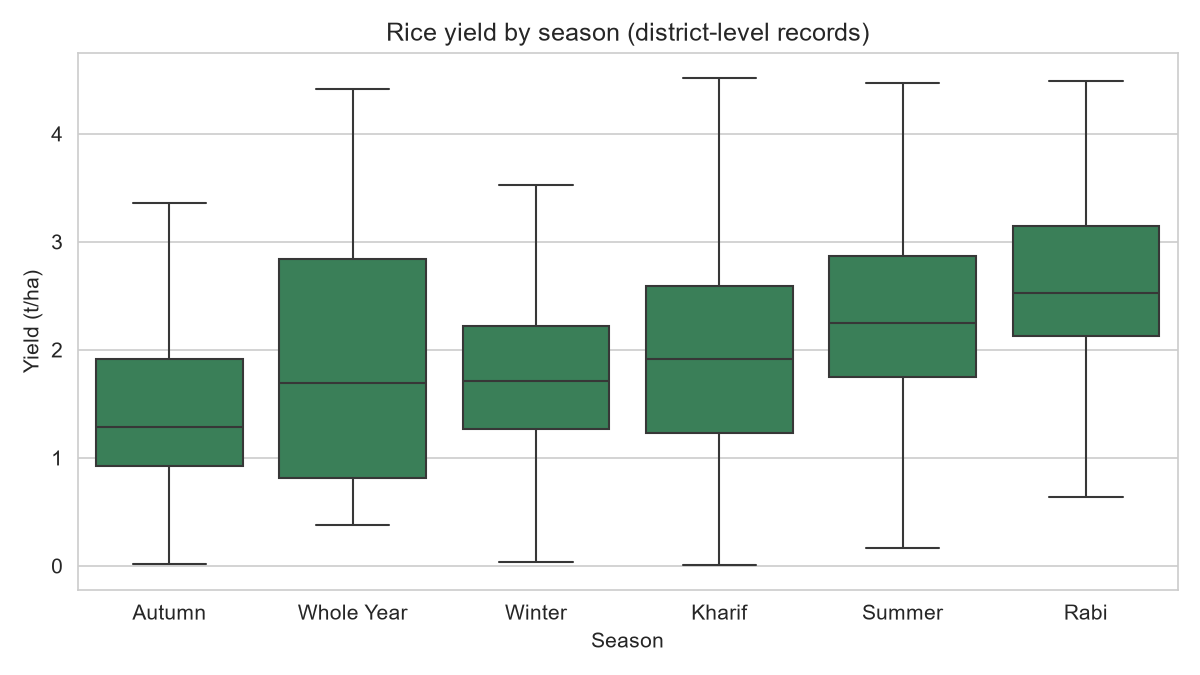 Rice yield by season (district-level records)
Yield (t/ha)
4
3
2
1
0
Autumn Whole Year Winter Kharif Summer Rabi
Season